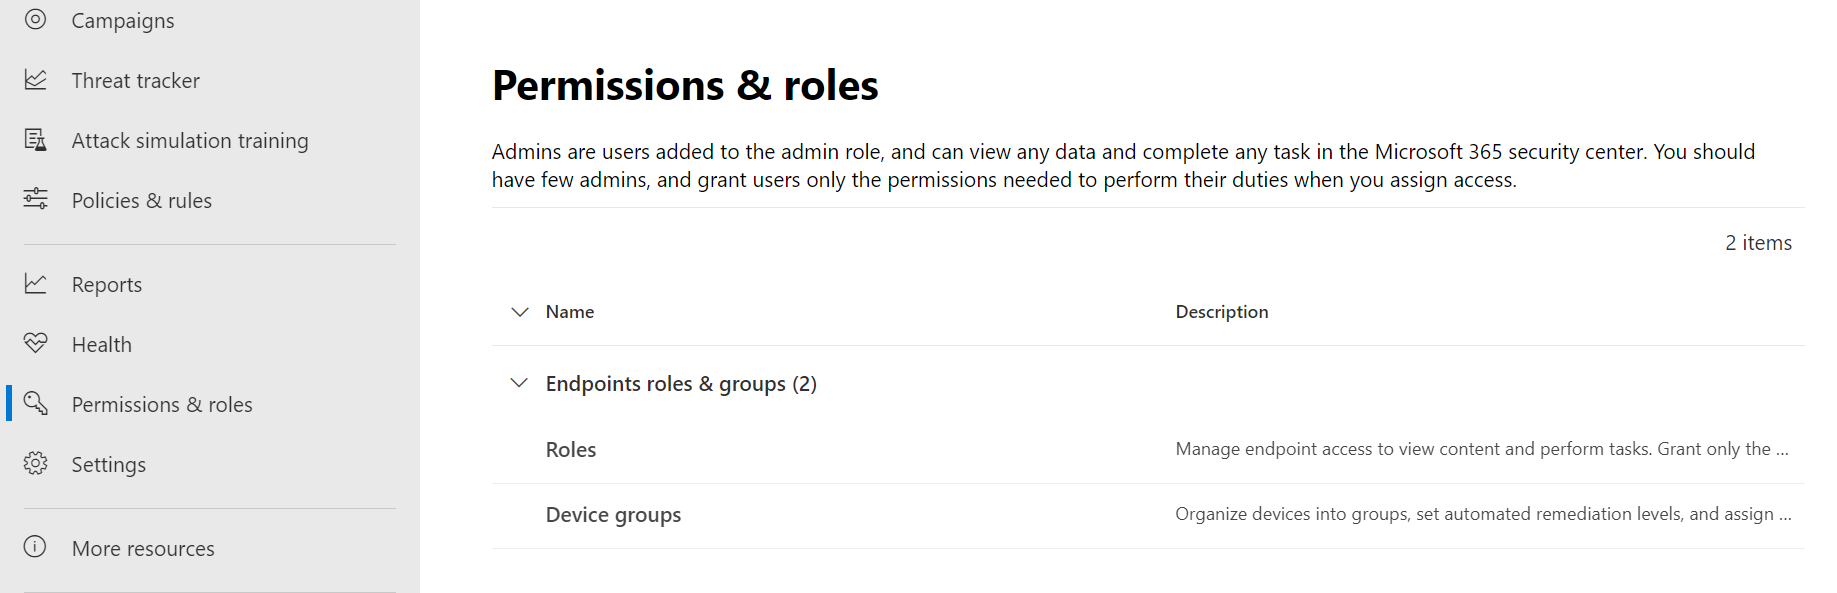 Campaigns
Threat tracker
Attack simulation training
Policies & rules
Reports
Health
Permissions & roles
Settings
More resources
Permissions & roles
Admins are users added to the admin role, and can view any data and complete any task in the Microsoft 365 security center. You should
have few admins, and grant users only the permissions needed to perform their duties when you assign access.
2 items
Name Description
Endpoints roles & groups (2)
Roles Manage endpoint access to view content and perform tasks. Grant only the ...
Device groups Organize devices into groups, set automated remediation levels, and assign ...